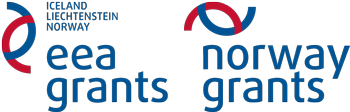 ICELAND
LIECHTENSTEIN
NORWAY
eea
grants
norway
grants